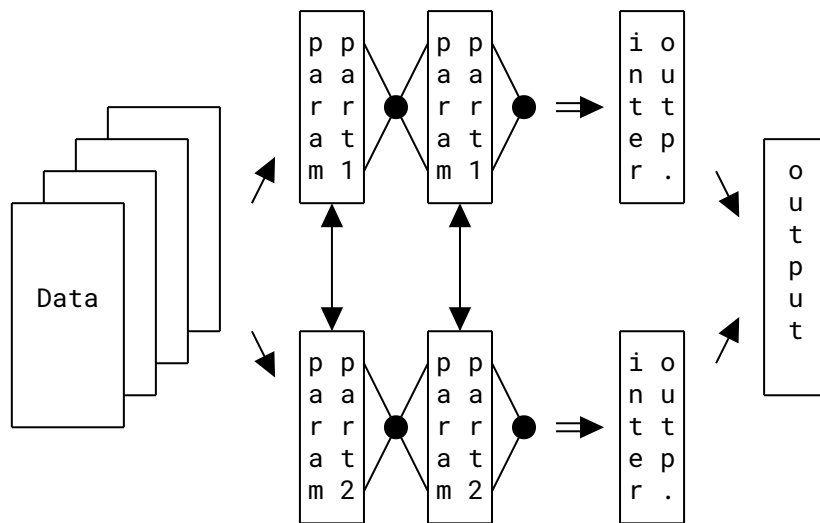 param part1
param part1
inter outp.
Data
output
param part2
param part2
inter outp.